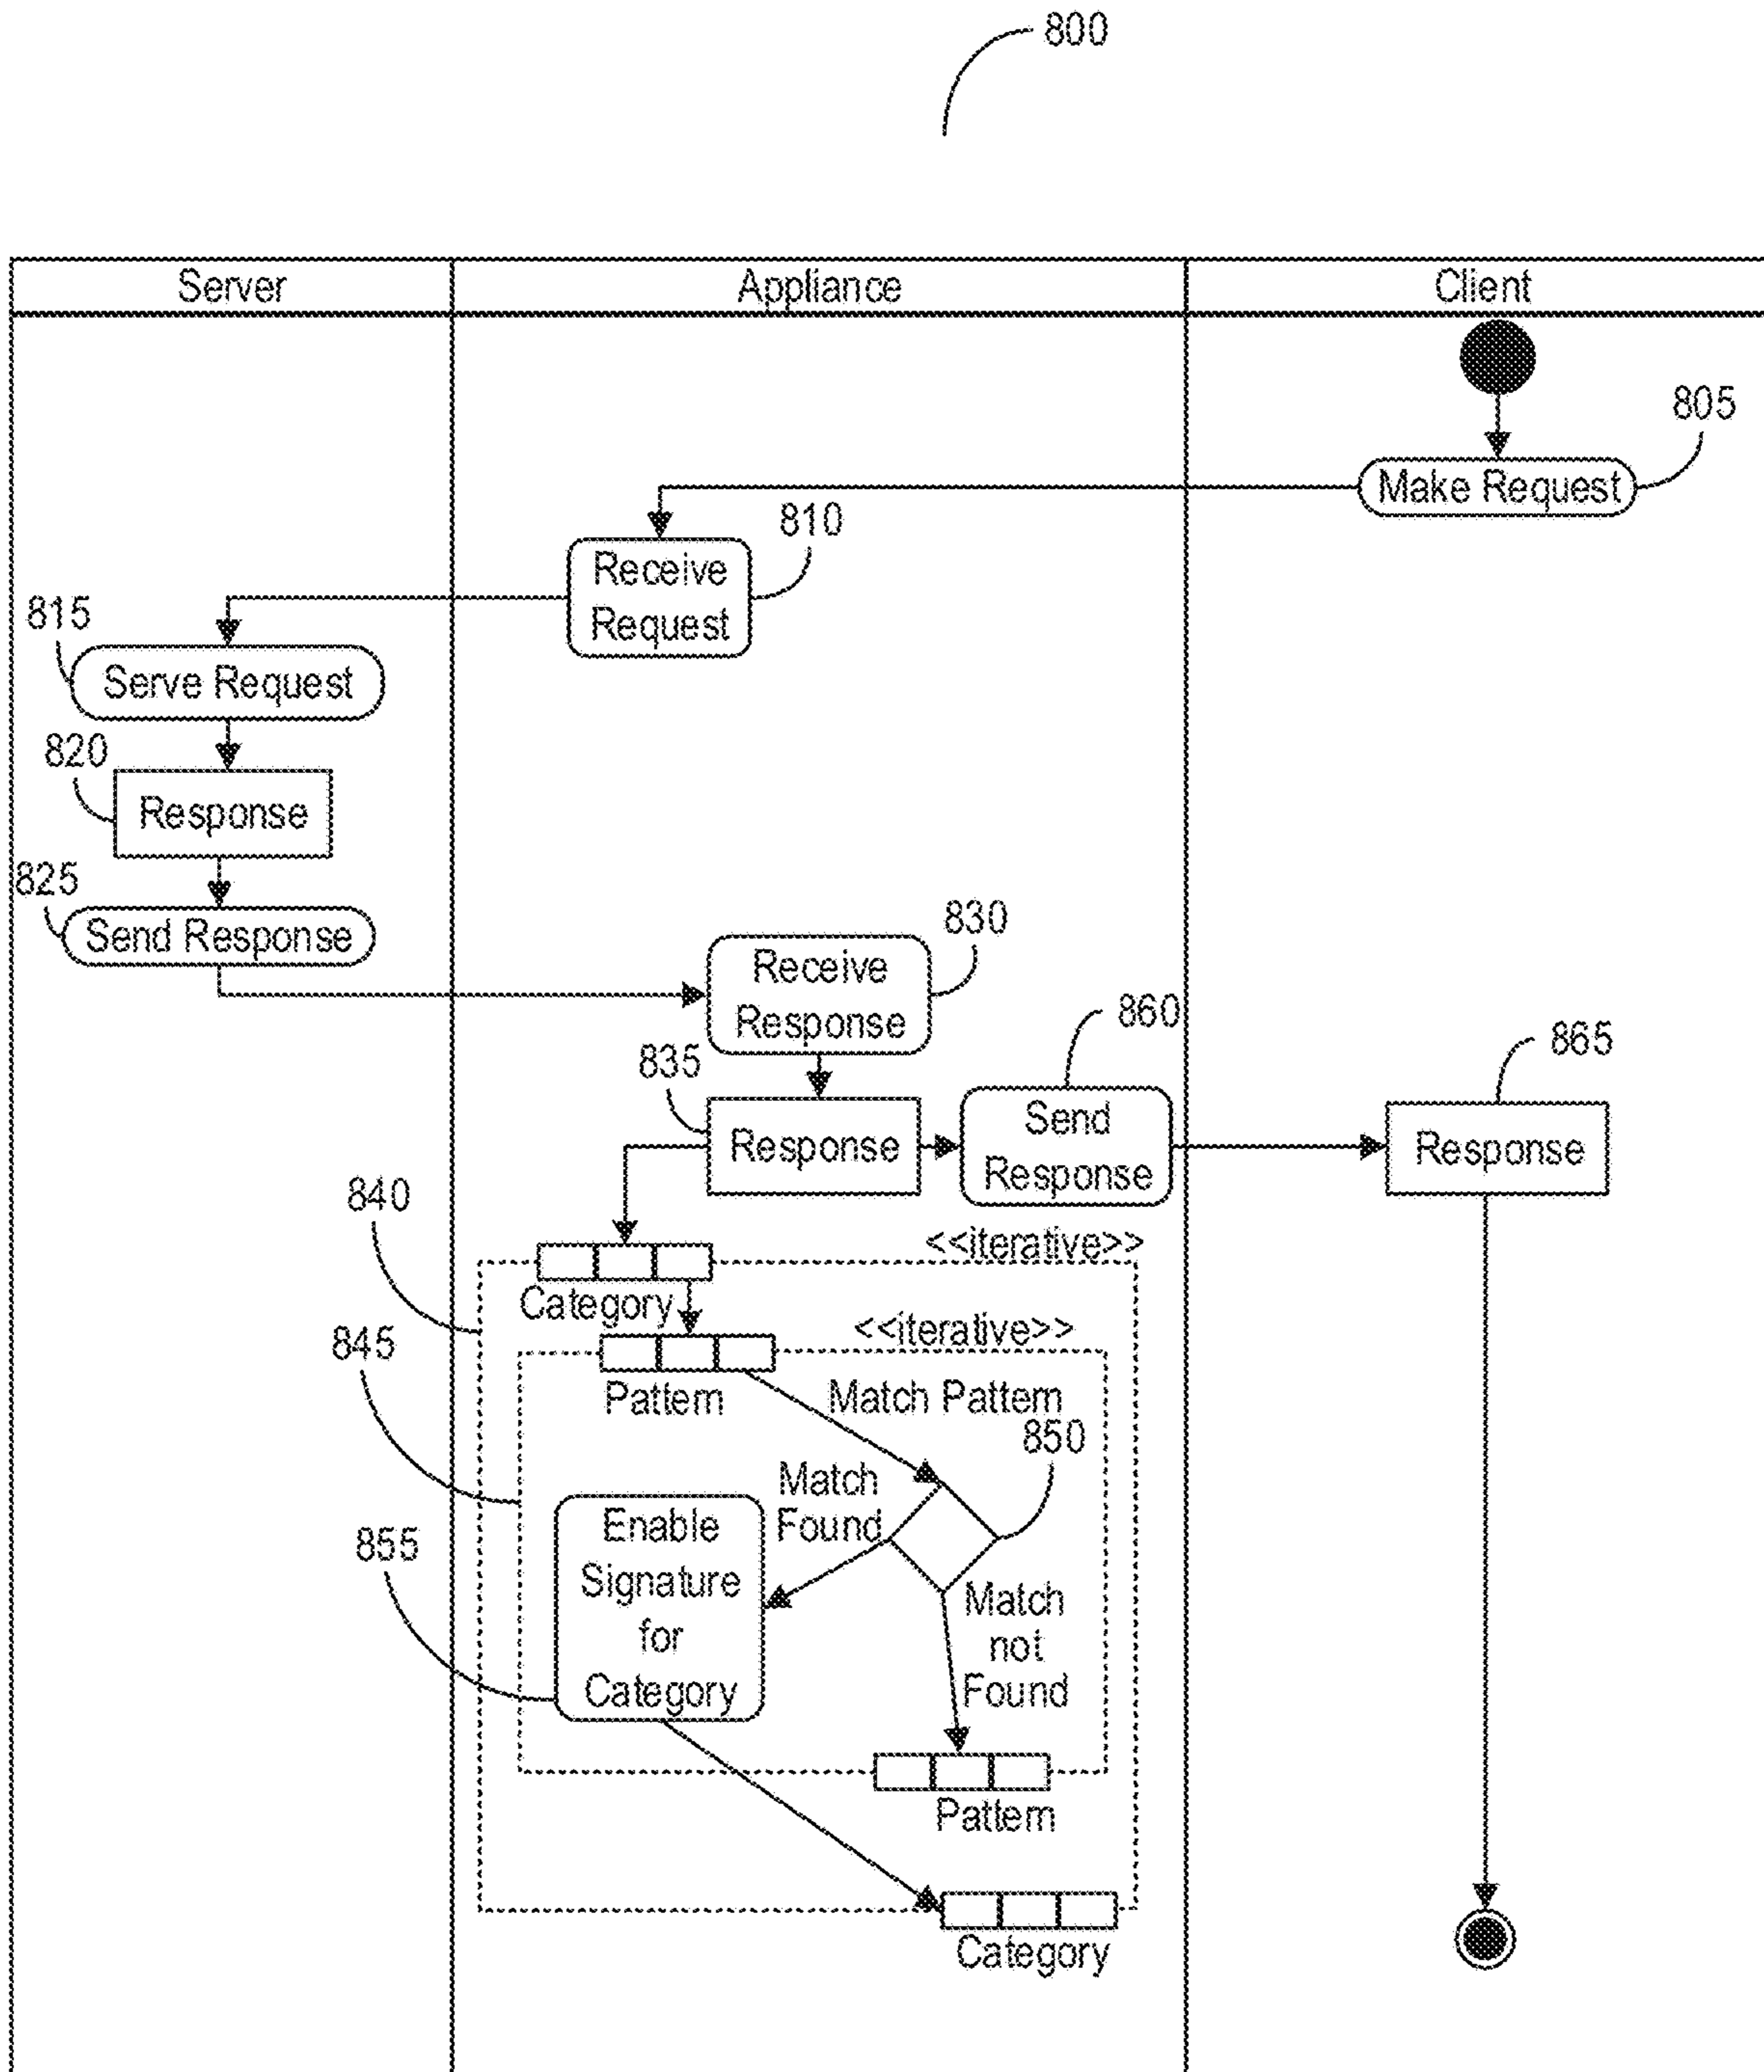 800
Server
Appliance
Client
805
Make Request
810
Receive
Request
815
Serve Request
820
Response
825
Send Response
830
Receive
Response
860
865
835
Response
Send
Response
Response
840
<<iterative>>
Category
845
<<iterative>>
Pattern
Match Pattern
850
Match
Found
855
Enable
Signature
for
Category
Match
not
Found
Pattern
Category